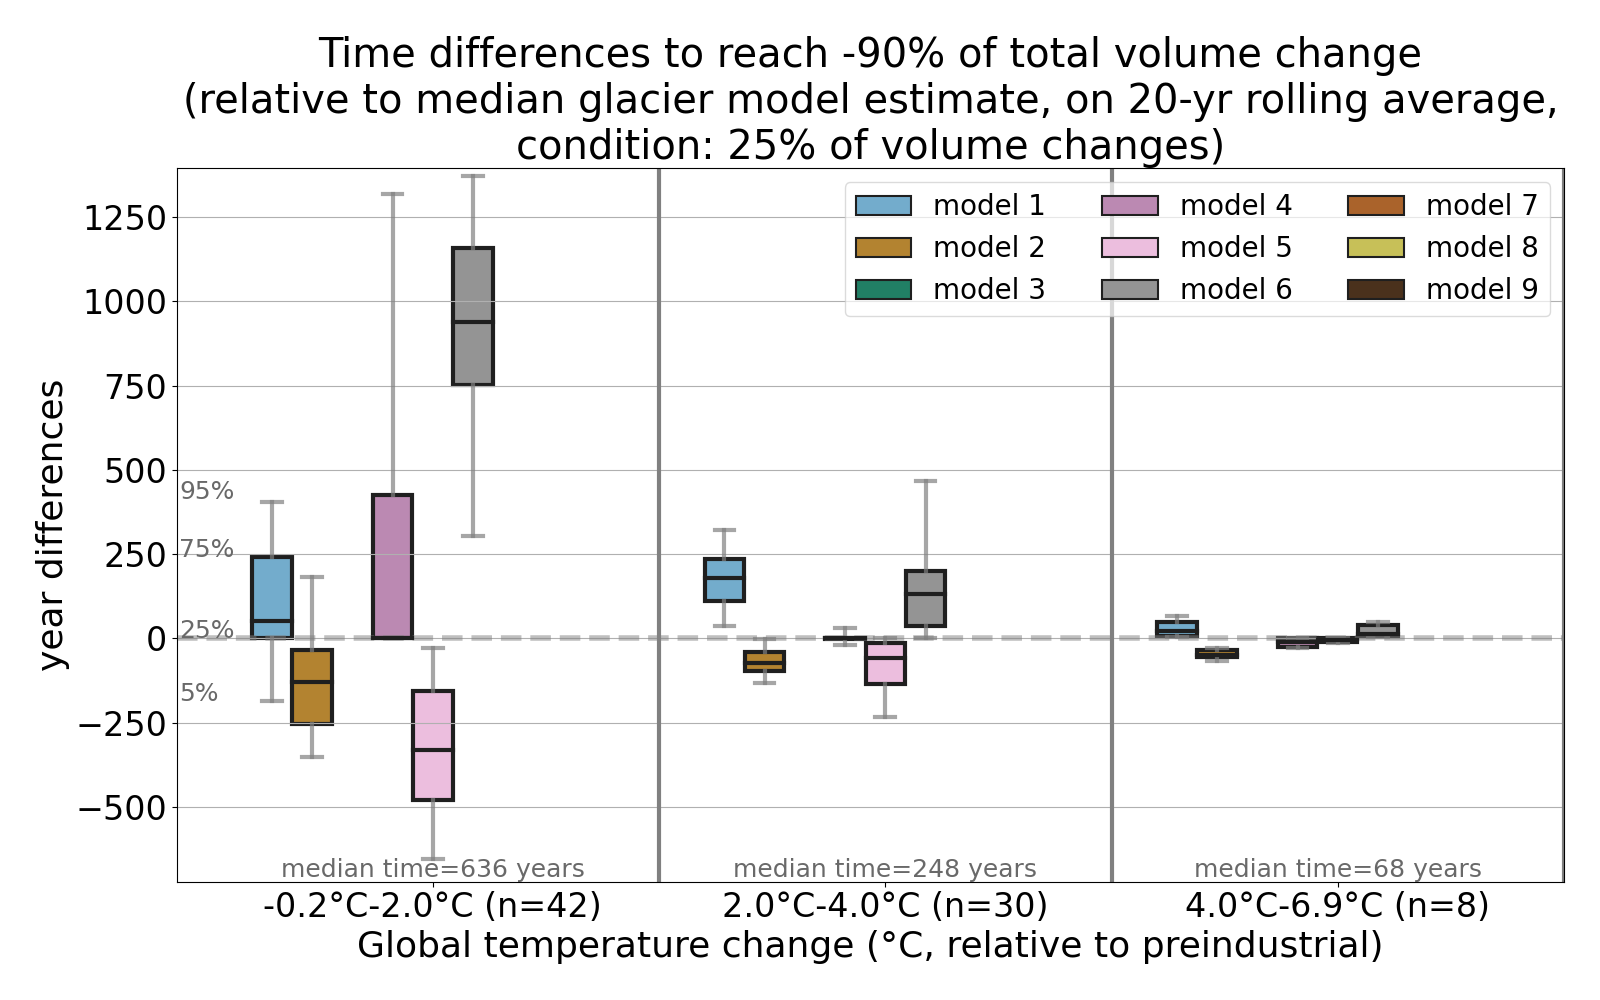 Time differences to reach -90% of total volume change
(relative to median glacier model estimate, on 20-yr rolling average,
condition: 25% of volume changes)
model 1
model 2
model 3
model 4
model 5
model 6
model 7
model 8
model 9
year differences
1250
1000
750
500
250
0
−250
−500
95%
75%
25%
5%
median time=636 years
median time=248 years
median time=68 years
-0.2°C-2.0°C (n=42)
2.0°C-4.0°C (n=30)
4.0°C-6.9°C (n=8)
Global temperature change (°C, relative to preindustrial)